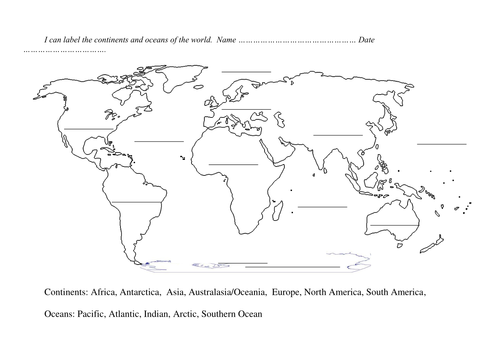 I can label the continents and oceans of the world.  Name ………………………………………… Date
…………………………….
Continents: Africa, Antarctica,  Asia, Australasia/Oceania,  Europe, North America, South America,
Oceans: Pacific, Atlantic, Indian, Arctic, Southern Ocean